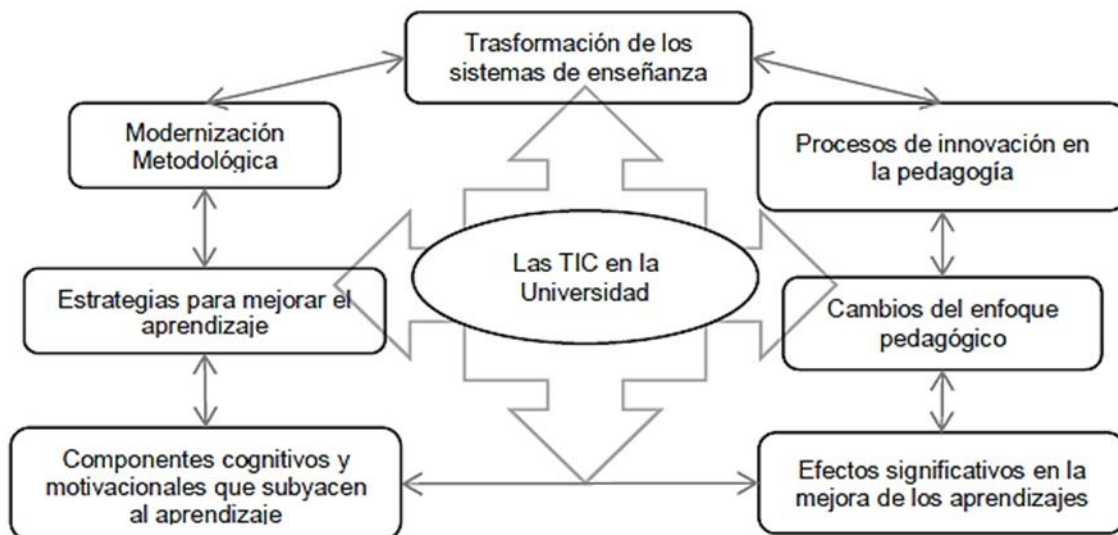 Trasformación de los
sistemas de enseñanza
Modernización
Metodológica
Procesos de innovación en
la pedagogía
Las TIC en la
Universidad
Estrategias para mejorar el
aprendizaje
Cambios del enfoque
pedagógico
Componentes cognitivos y
motivacionales que subyacen
al aprendizaje
Efectos significativos en la
mejora de los aprendizajes